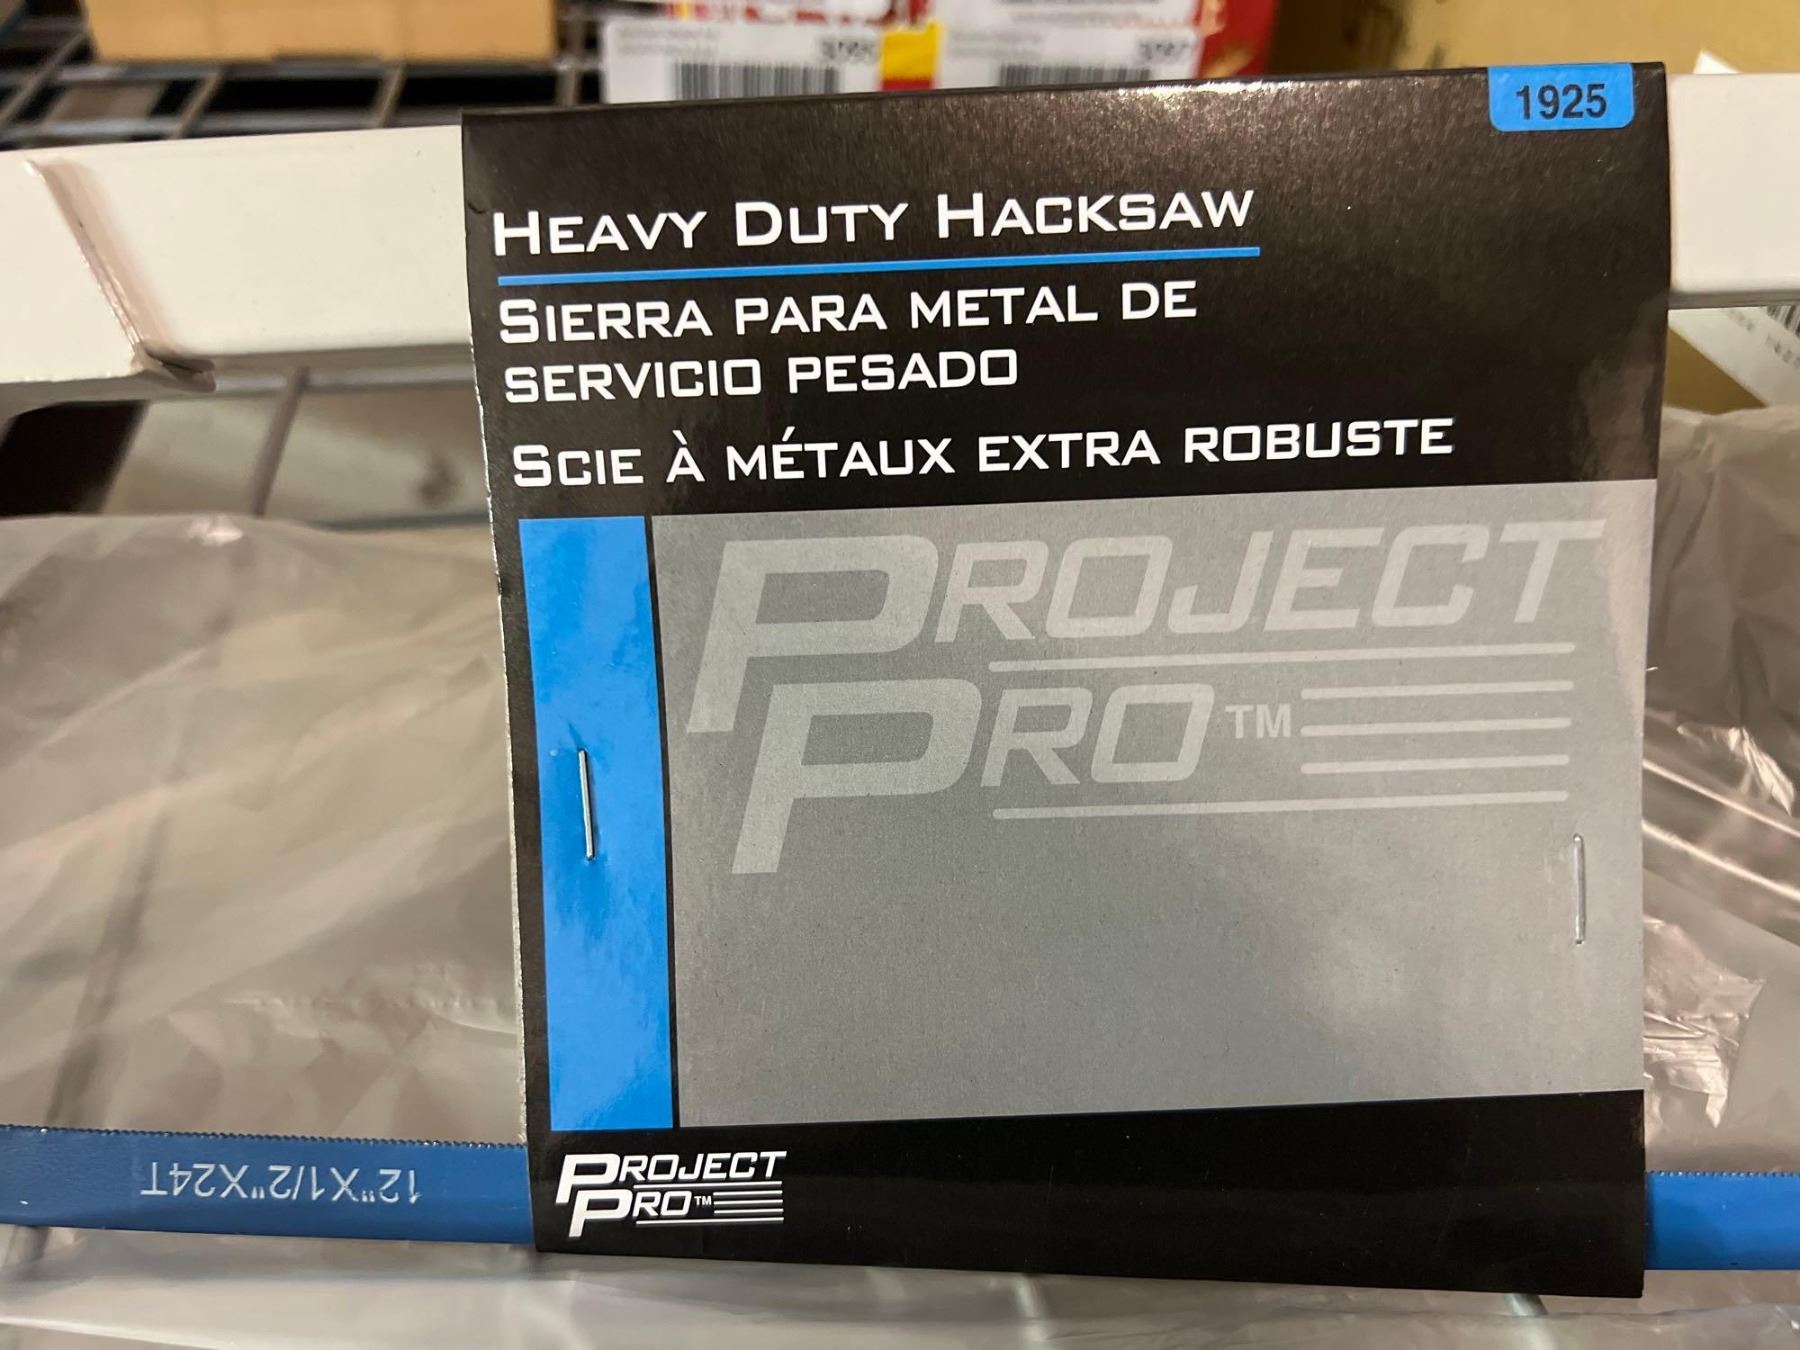 1925
HEAVY DUTY HACKSAW
SIERRA PARA METAL DE
SERVICIO PESADO
SCIE À MÉTAUX EXTRA ROBUSTE
PROJECT
PRO™
12"X1/2"X24T
PROJECT
PRO™